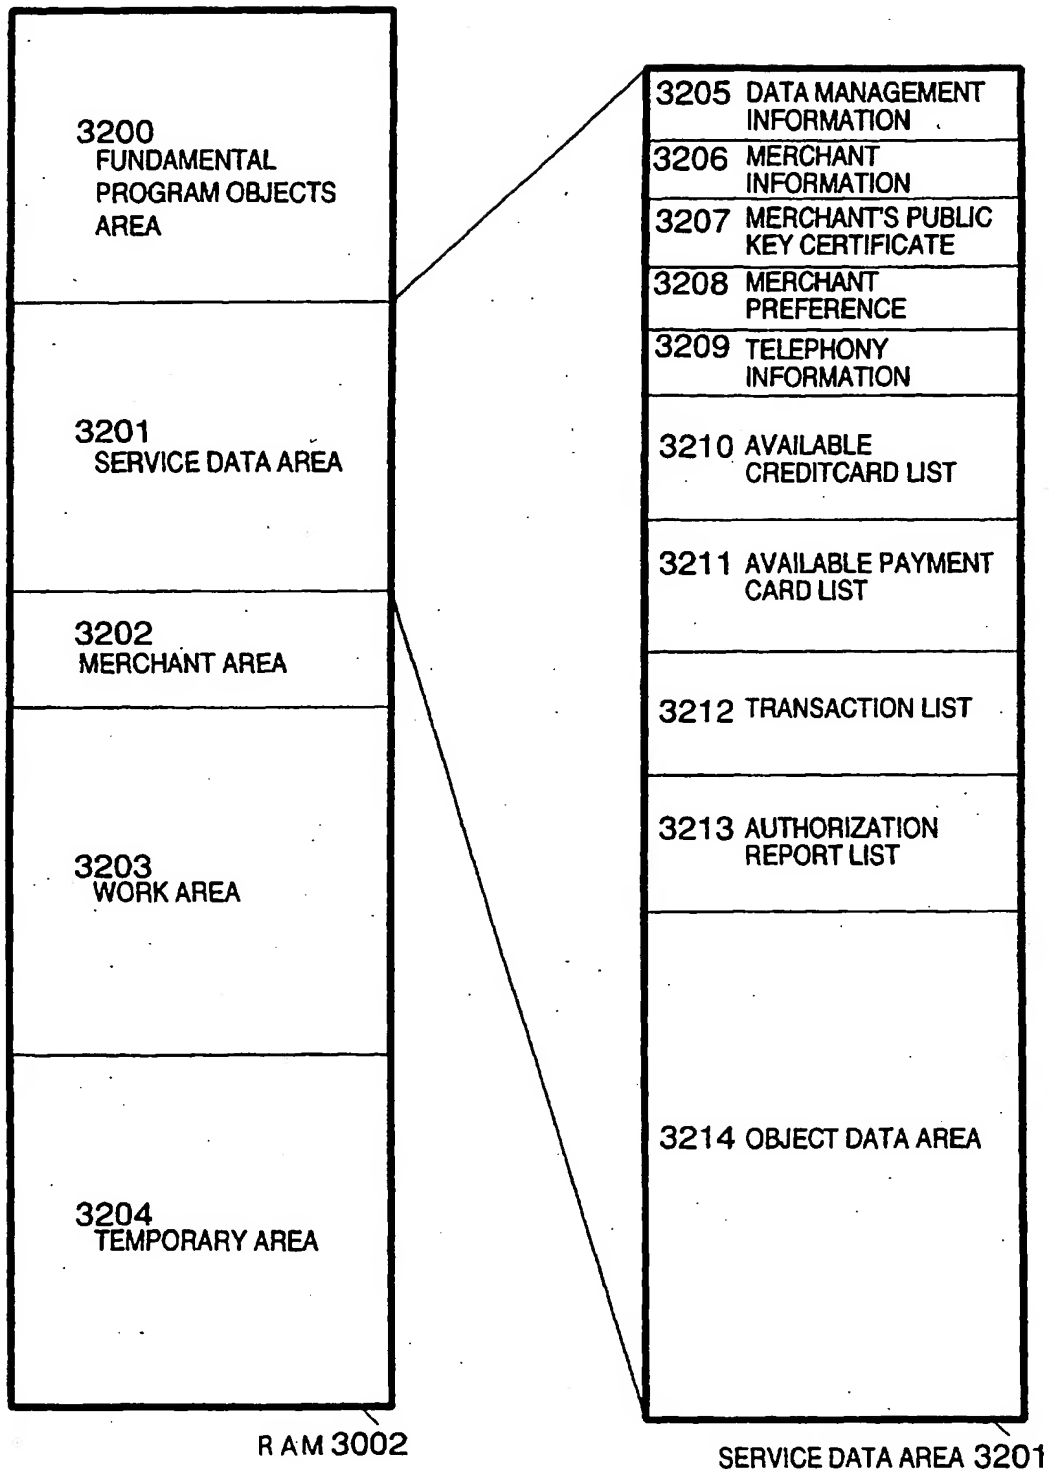 3200
FUNDAMENTAL
PROGRAM OBJECTS
AREA
3201
SERVICE DATA AREA
3202
MERCHANT AREA
3203
WORK AREA
3204
TEMPORARY AREA
RAM 3002
3205 DATA MANAGEMENT
INFORMATION
3206 MERCHANT
INFORMATION
3207 MERCHANT'S PUBLIC
KEY CERTIFICATE
3208 MERCHANT
PREFERENCE
3209 TELEPHONY
INFORMATION
3210 AVAILABLE
CREDITCARD LIST
3211 AVAILABLE PAYMENT
CARD LIST
3212 TRANSACTION LIST
3213 AUTHORIZATION
REPORT LIST
3214 OBJECT DATA AREA
SERVICE DATA AREA 3201